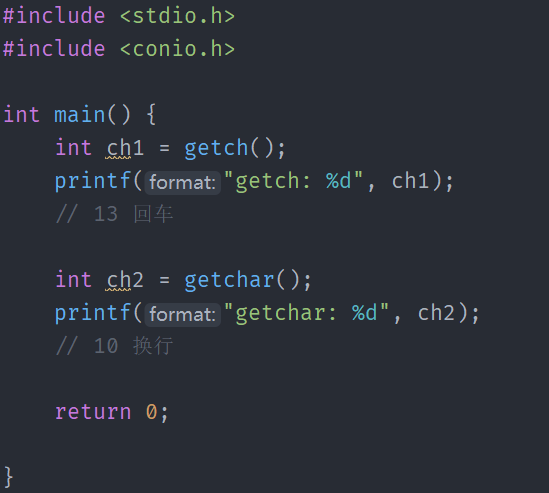 #include <stdio.h>
#include <conio.h>
int main() {
int ch1 = getch();
printf( format: "getch: %d", ch1);
// 13 回车
int ch2 = getchar();
printf( format: "getchar: %d", ch2);
// 10 换行
return 0;
}